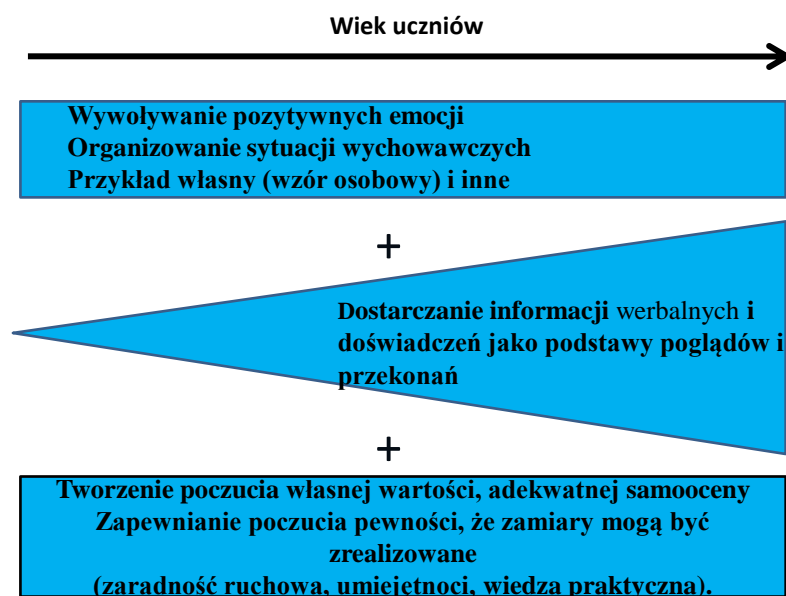 Wiek uczniów
Wywoływanie pozytywnych emocji
Organizowanie sytuacji wychowawczych
Przykład własny (wzór osobowy) i inne
+
Dostarczanie informacji werbalnych i
doświadczeń jako podstawy poglądów i
przekonań
+
Tworzenie poczucia własnej wartości, adekwatnej samooceny
Zapewnianie poczucia pewności, że zamiary mogą być
zrealizowane
(zaradność ruchowa, umiejętnoci, wiedza praktyczna).